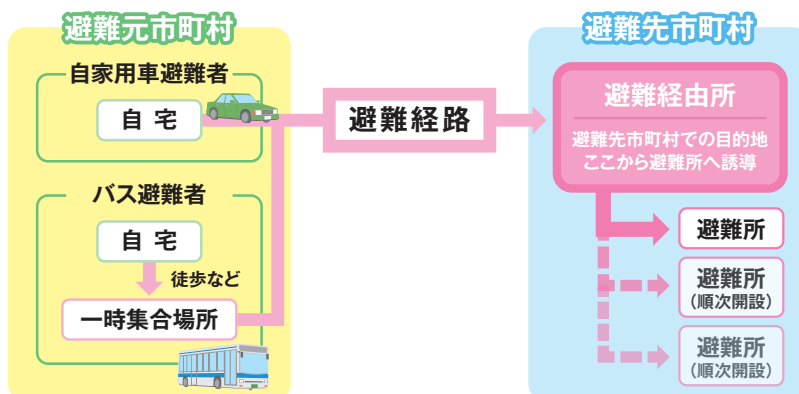 避難元市町村
自家用車避難者
自宅
バス避難者
自宅
徒歩など
一時集合場所
避難経路
避難先市町村
避難経由所
避難先市町村での目的地
ここから避難所へ誘導
避難所
避難所
(順次開設)
避難所
(順次開設)